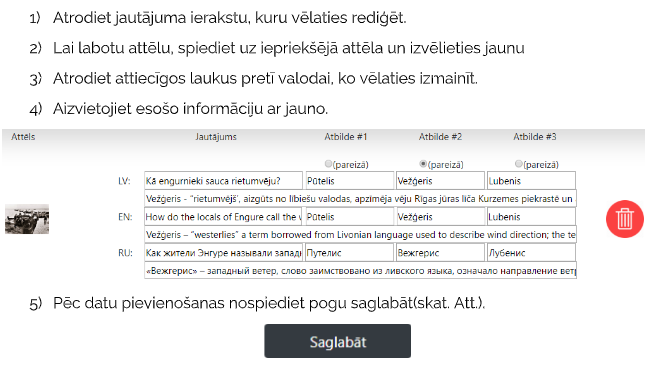 1) Atrodiet jautājuma ierakstu, kuru vēlaties rediģēt.
2) Lai labotu attēlu, spiediet uz iepriekšējā attēla un izvēlieties jaunu
3) Atrodiet attiecīgos laukus pretī valodai, ko vēlaties izmainīt.
4) Aizvietojiet esošo informāciju ar jauno.
Attēls Jautājums Atbilde #1 Atbilde #2 Atbilde #3
(pareizā) (pareizā) (pareizā)
LV: Kā engurnieki sauca rietumvēju? Pūtelis Vežģeris Lubenis
Vežģeris - "rietumvējš", aizgūts no lībiešu valodas, apzīmēja vēju Rīgas jūras līča Kurzemes piekrastē un
EN: How do the locals of Engure call the Pūtelis Vežģeris Lubenis
Vežģeris – "westerlies" a term borrowed from Livonian language used to describe wind direction; the te
RU: Как жители Энгуре называли запад Путелис Вежгерис Лубенис
«Вежгерис» – западный ветер, слово заимствовано из ливского языка, означало направление вет
5) Pēc datu pievienošanas nospiediet pogu saglabāt(skat. Att.).
Saglabāt